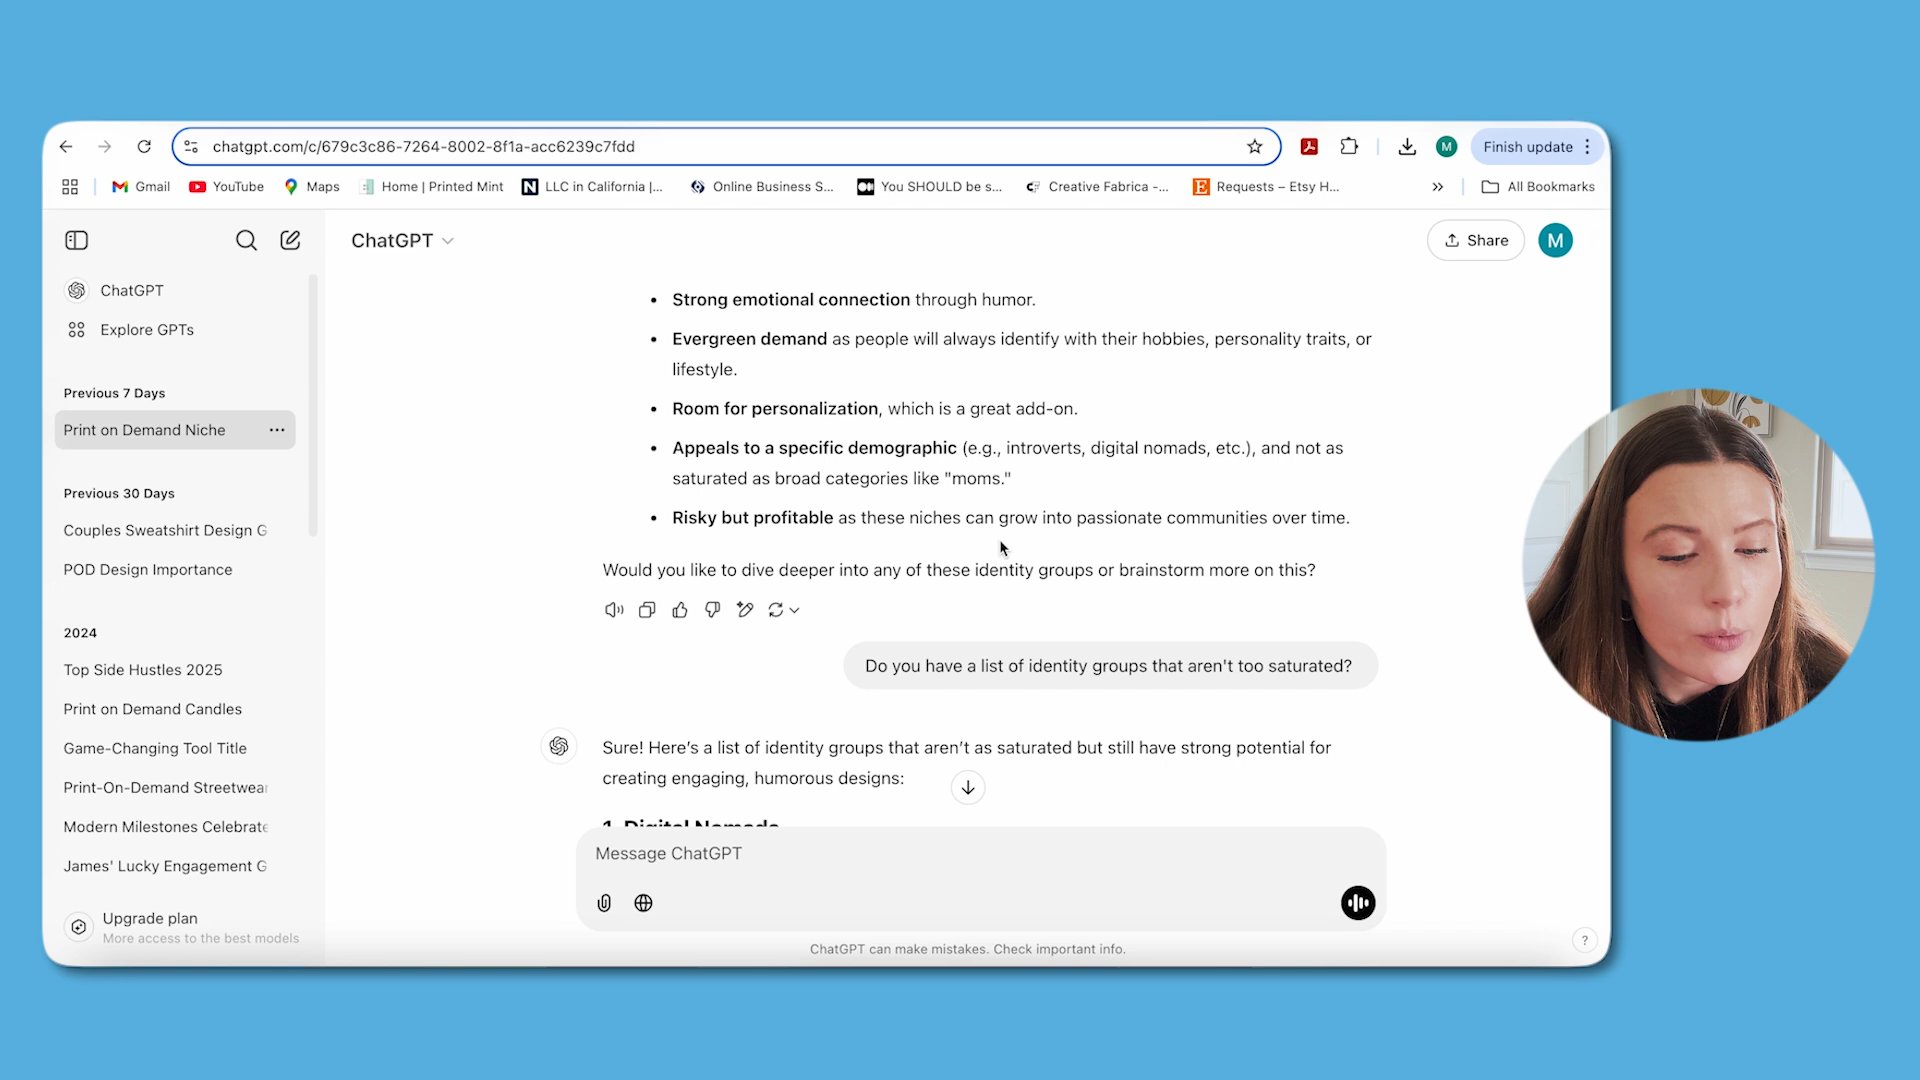 chatgpt.com/c/679c3c86-7264-8002-8f1a-acc6239c7fdd
M
Finish update
Gmail
YouTube
Maps
Home | Printed Mint
LLC in California |...
Online Business S...
You SHOULD be s...
Creative Fabrica -...
Requests – Etsy H...
All Bookmarks
ChatGPT
Share
M
ChatGPT
Explore GPTs
Previous 7 Days
Print on Demand Niche
Previous 30 Days
Couples Sweatshirt Design G
POD Design Importance
2024
Top Side Hustles 2025
Print on Demand Candles
Game-Changing Tool Title
Print-On-Demand Streetwear
Modern Milestones Celebrate
James' Lucky Engagement G
Upgrade plan
More access to the best models
• Strong emotional connection through humor.
• Evergreen demand as people will always identify with their hobbies, personality traits, or
lifestyle.
• Room for personalization, which is a great add-on.
• Appeals to a specific demographic (e.g., introverts, digital nomads, etc.), and not as
saturated as broad categories like "moms."
• Risky but profitable as these niches can grow into passionate communities over time.
Would you like to dive deeper into any of these identity groups or brainstorm more on this?
Do you have a list of identity groups that aren't too saturated?
Sure! Here's a list of identity groups that aren't as saturated but still have strong potential for
creating engaging, humorous designs:
1. Digital Nomads
Message ChatGPT
ChatGPT can make mistakes. Check important info.
?